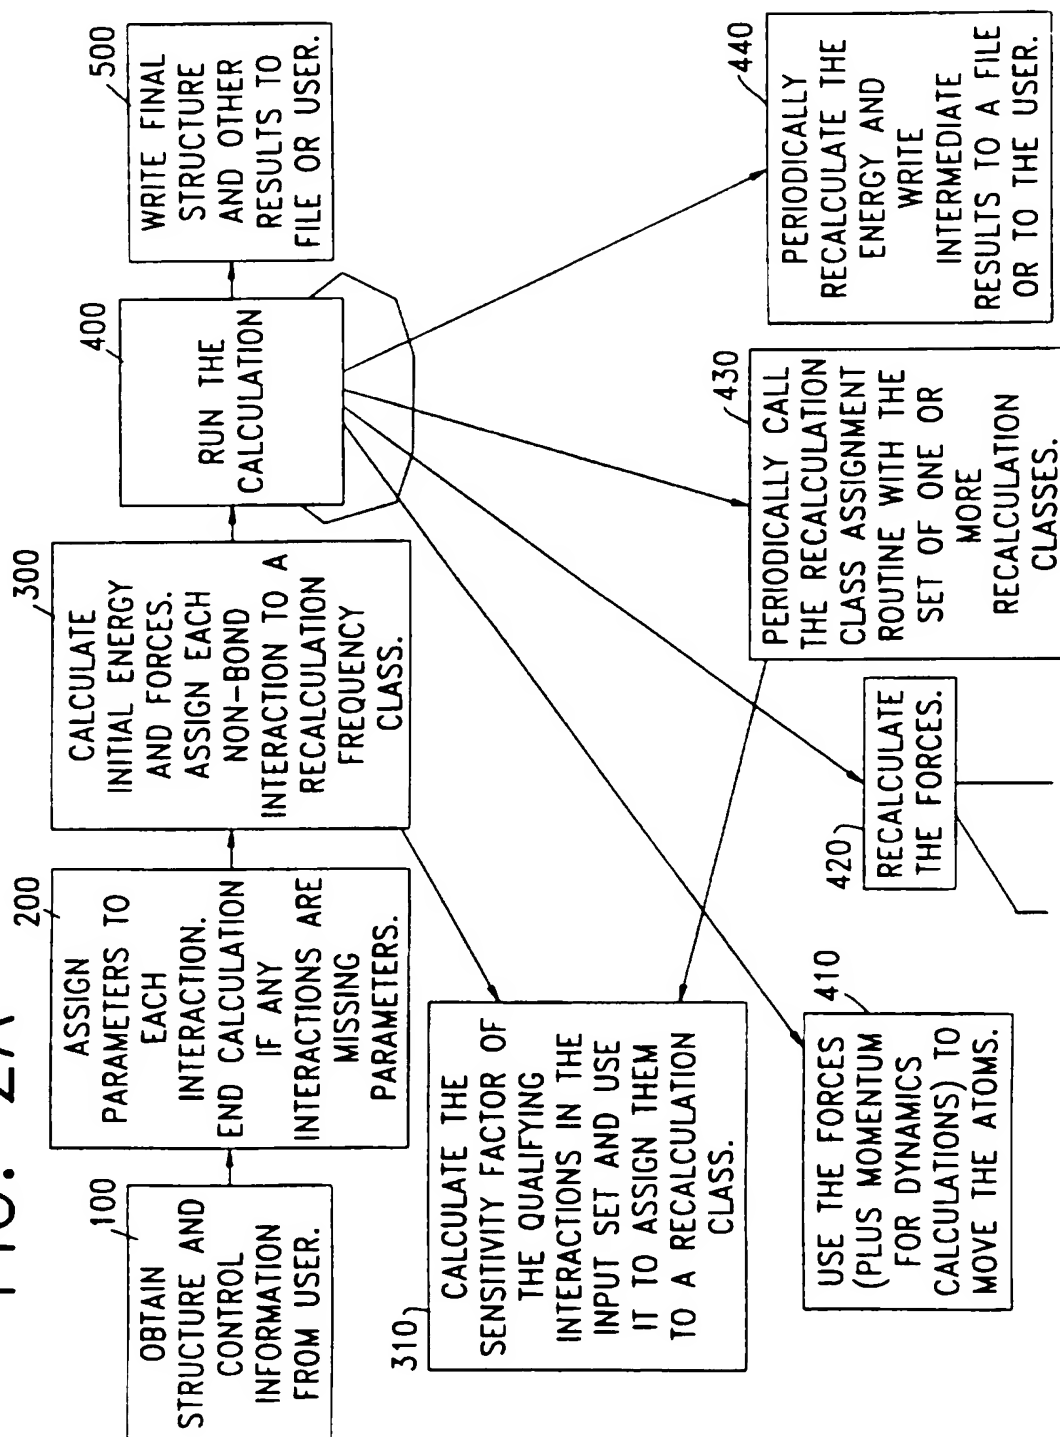 FIG. 2A
100
OBTAIN
STRUCTURE AND
CONTROL
INFORMATION
FROM USER.
200
ASSIGN
PARAMETERS TO
EACH
INTERACTION.
END CALCULATION
IF ANY
INTERACTIONS ARE
MISSING
PARAMETERS.
300
CALCULATE
INITIAL ENERGY
AND FORCES.
ASSIGN EACH
NON-BOND
INTERACTION TO A
RECALCULATION
FREQUENCY
CLASS.
400
RUN THE
CALCULATION
500
WRITE FINAL
STRUCTURE
AND OTHER
RESULTS TO
FILE OR USER.
310
CALCULATE THE
SENSITIVITY FACTOR OF
THE QUALIFYING
INTERACTIONS IN THE
INPUT SET AND USE
IT TO ASSIGN THEM
TO A RECALCULATION
CLASS.
410
USE THE FORCES
(PLUS MOMENTUM
FOR DYNAMICS
CALCULATIONS) TO
MOVE THE ATOMS.
420
RECALCULATE
THE FORCES.
430
PERIODICALLY CALL
THE RECALCULATION
CLASS ASSIGNMENT
ROUTINE WITH THE
SET OF ONE OR
MORE
RECALCULATION
CLASSES.
440
PERIODICALLY
RECALCULATE THE
ENERGY AND
WRITE
INTERMEDIATE
RESULTS TO A FILE
OR TO THE USER.